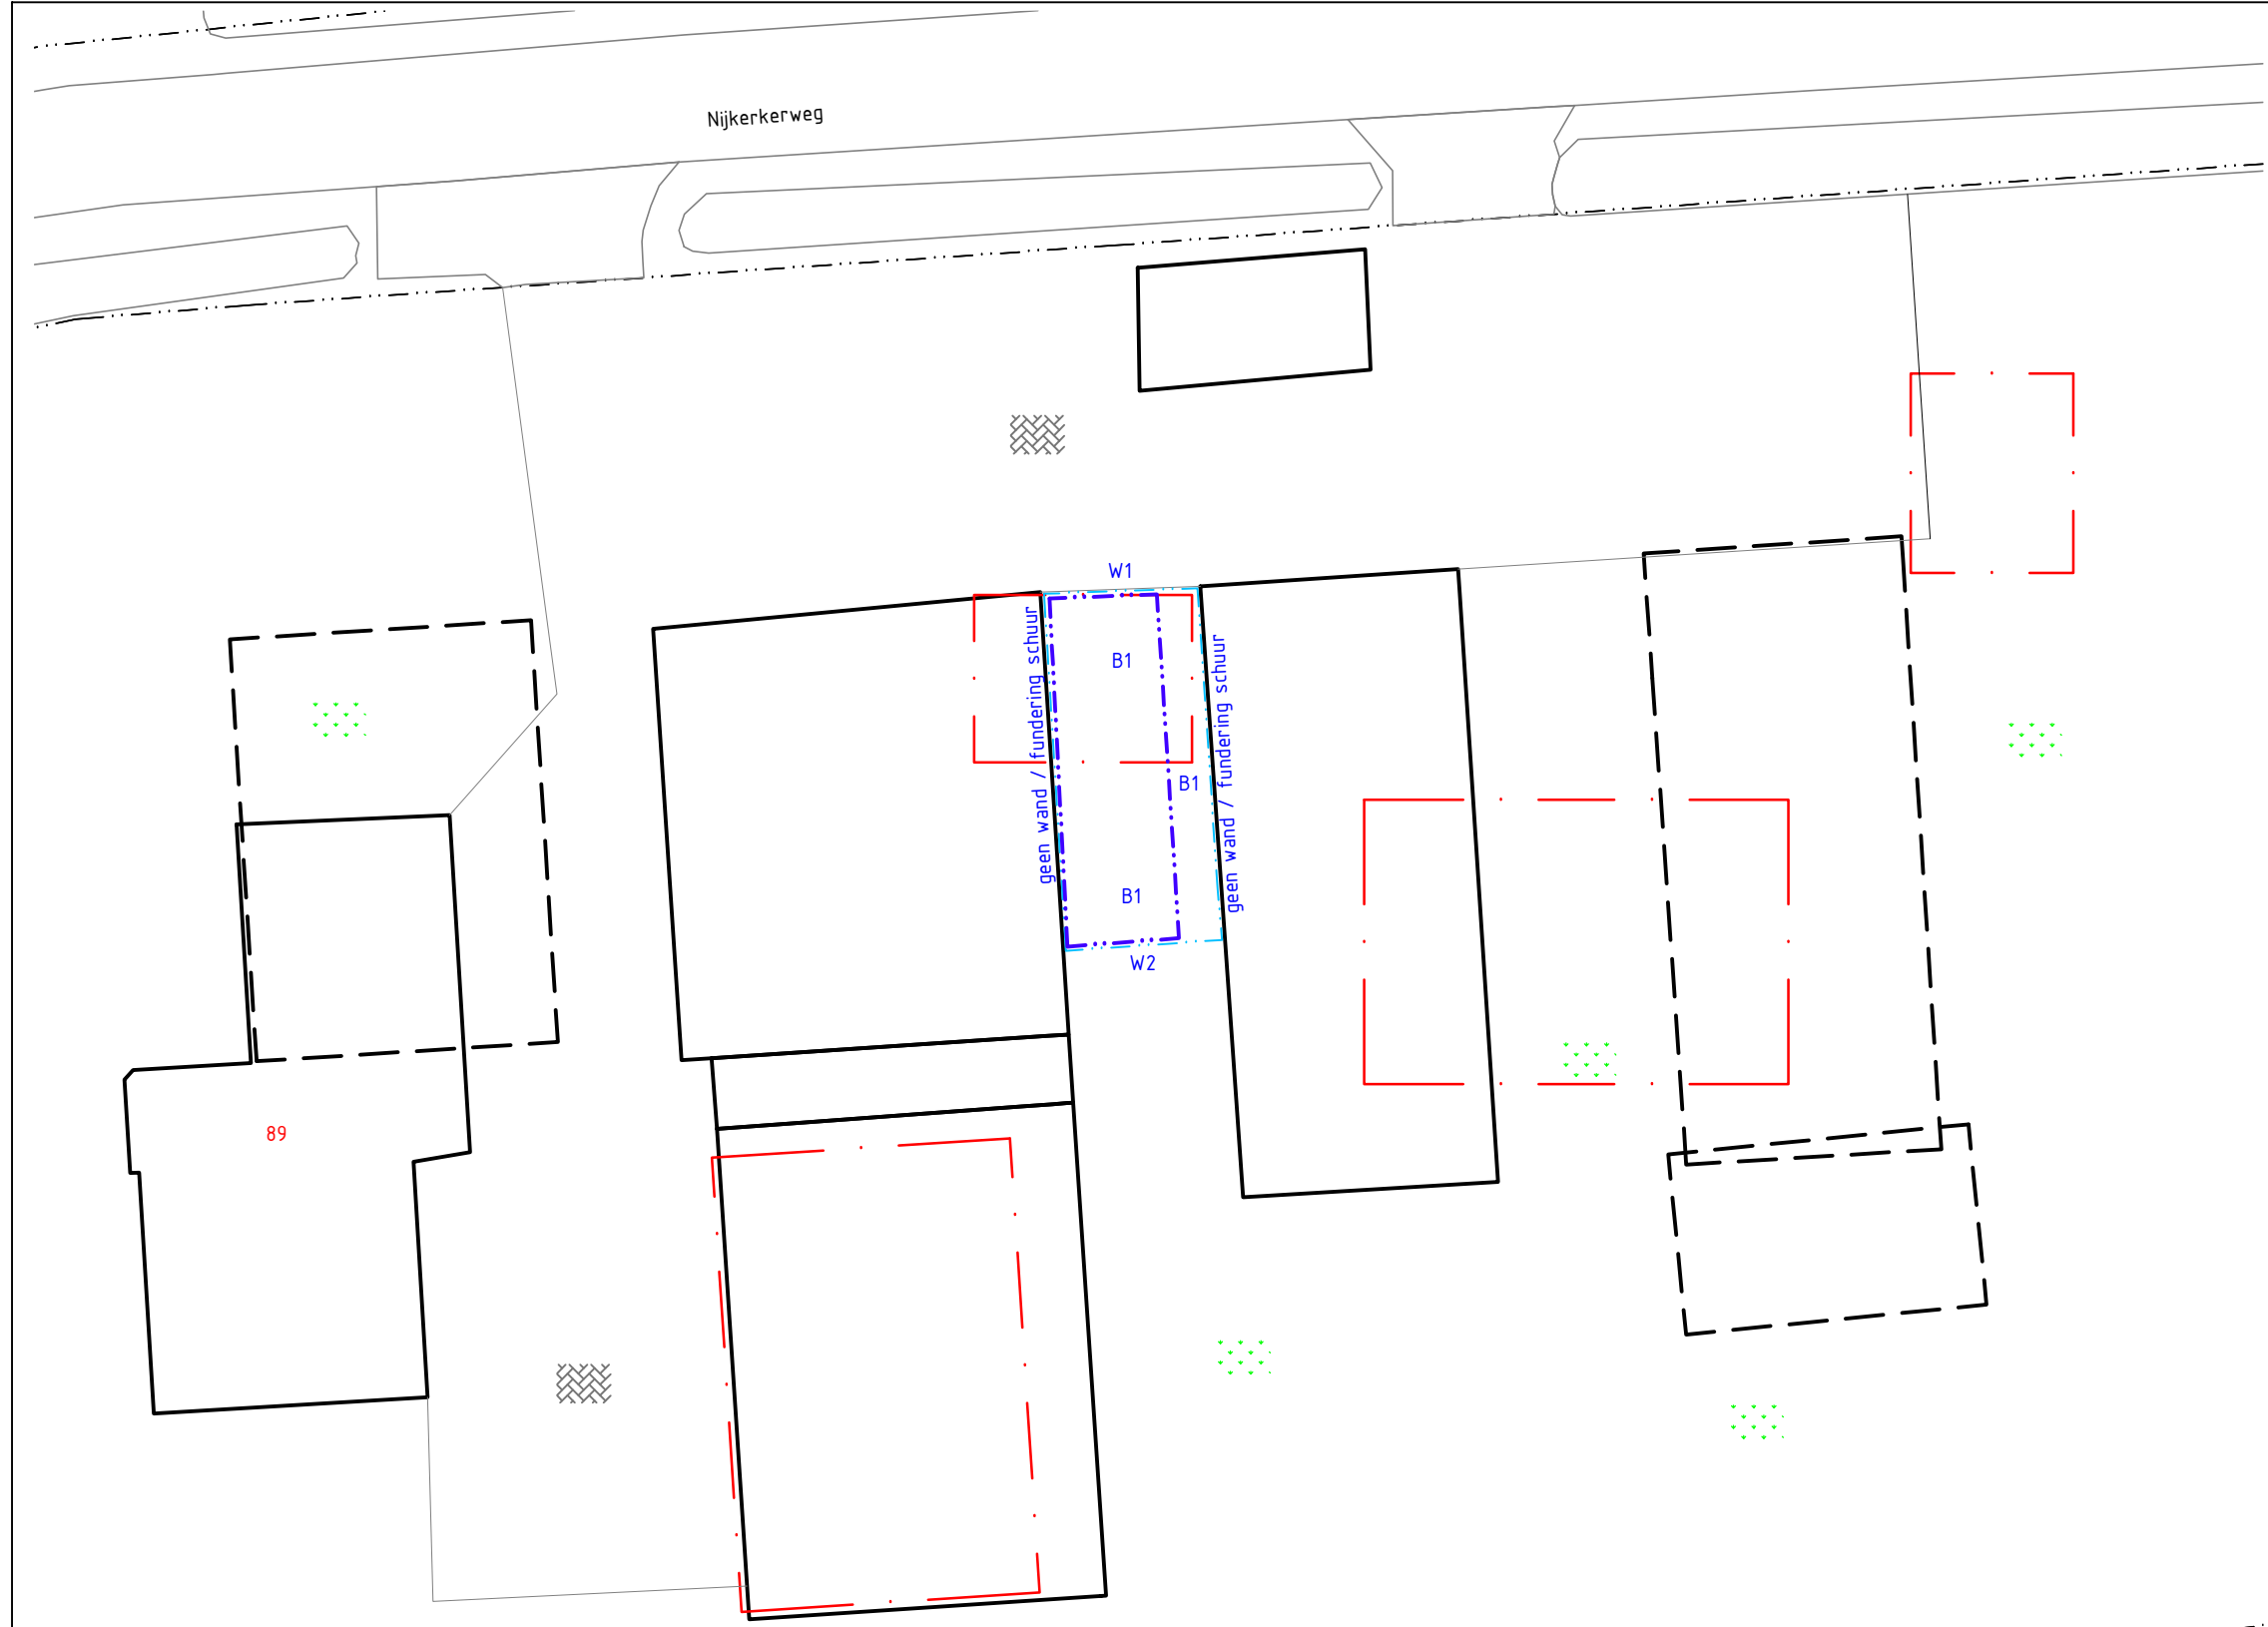 Nijkerkerweg
W1
geen wand / fundering schuur
B1
geen wand / fundering schuur
B1
B1
W2
89